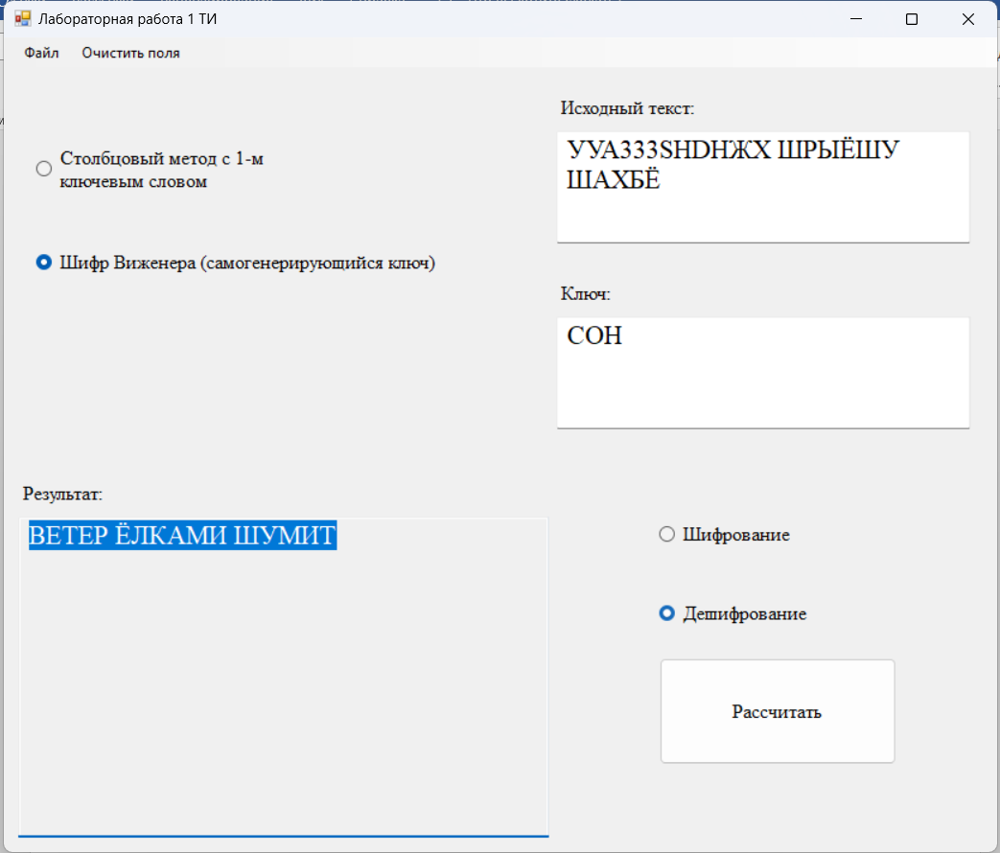 Лабораторная работа 1 ТИ
Файл Очистить поля
Исходный текст:
УУА333SHDHЖХ ШРЫЁШУ
ШАХБЁ
Столбцовый метод с 1-м
ключевым словом
Шифр Виженера (самогенерирующийся ключ)
Ключ:
СОН
Результат:
ВЕТЕР ЁЛКАМИ ШУМИТ
Шифрование
Дешифрование
Рассчитать